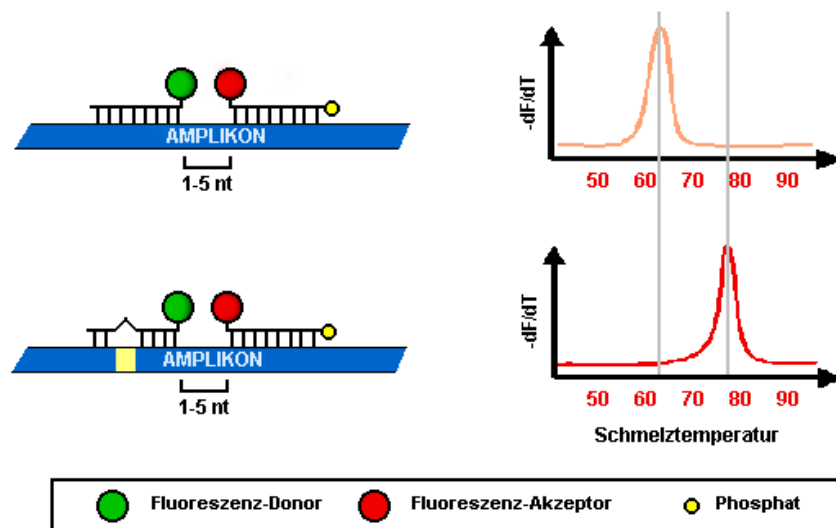 AMPLIKON
1-5 nt
-dF/dT
50 60 70 80 90
AMPLIKON
1-5 nt
-dF/dT
50 60 70 80 90
Schmelztemperatur
Fluoreszenz-Donor Fluoreszenz-Akzeptor Phosphat